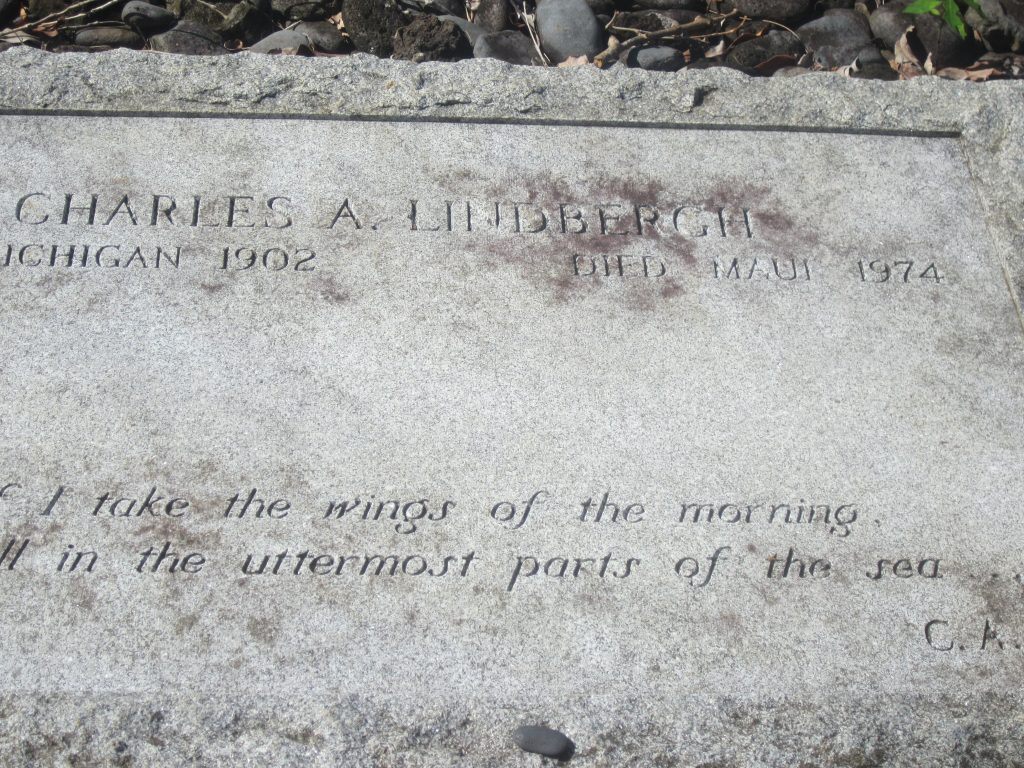 CHARLES A. LINDBERGH
ICHIGAN 1902 DIED MAUI 1974
f I take the wings of the morning,
ll in the uttermost parts of the sea ...
C.A.